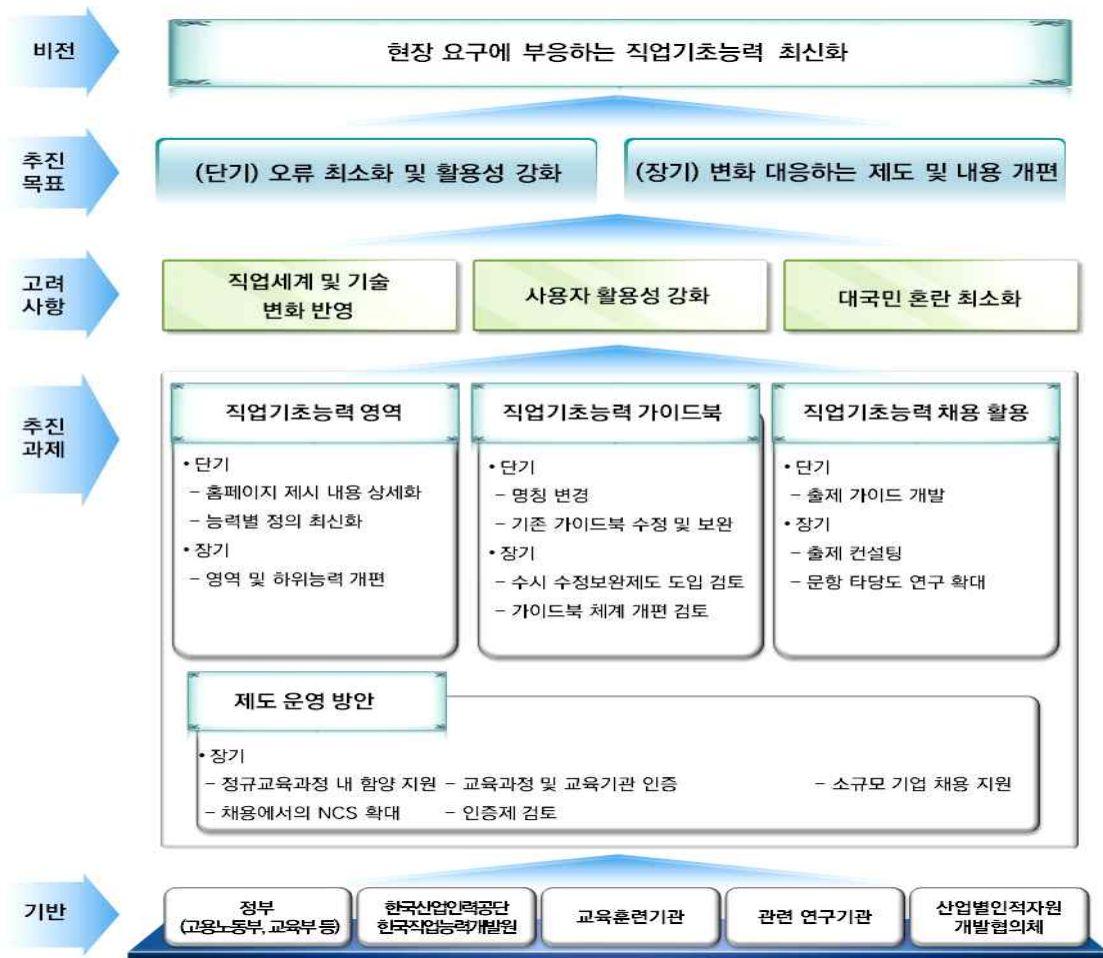 비전
현장 요구에 부응하는 직업기초능력 최신화
추진
목표
(단기) 오류 최소화 및 활용성 강화
(장기) 변화 대응하는 제도 및 내용 개편
고려
사항
직업세계 및 기술
변화 반영
사용자 활용성 강화
대국민 혼란 최소화
추진
과제
직업기초능력 영역
• 단기
– 홈페이지 제시 내용 상세화
– 능력별 정의 최신화
• 장기
– 영역 및 하위능력 개편
직업기초능력 가이드북
• 단기
– 명칭 변경
– 기존 가이드북 수정 및 보완
• 장기
– 수시 수정보완제도 도입 검토
– 가이드북 체계 개편 검토
직업기초능력 채용 활용
• 단기
– 출제 가이드 개발
• 장기
– 출제 컨설팅
– 문항 타당도 연구 확대
제도 운영 방안
• 장기
– 정규교육과정 내 함양 지원 – 교육과정 및 교육기관 인증 – 소규모 기업 채용 지원
– 채용에서의 NCS 확대 – 인증제 검토
기반
정부
(고용노동부, 교육부 등)
한국산업인력공단
한국직업능력개발원
교육훈련기관
관련 연구기관
산업별인적자원
개발협의체